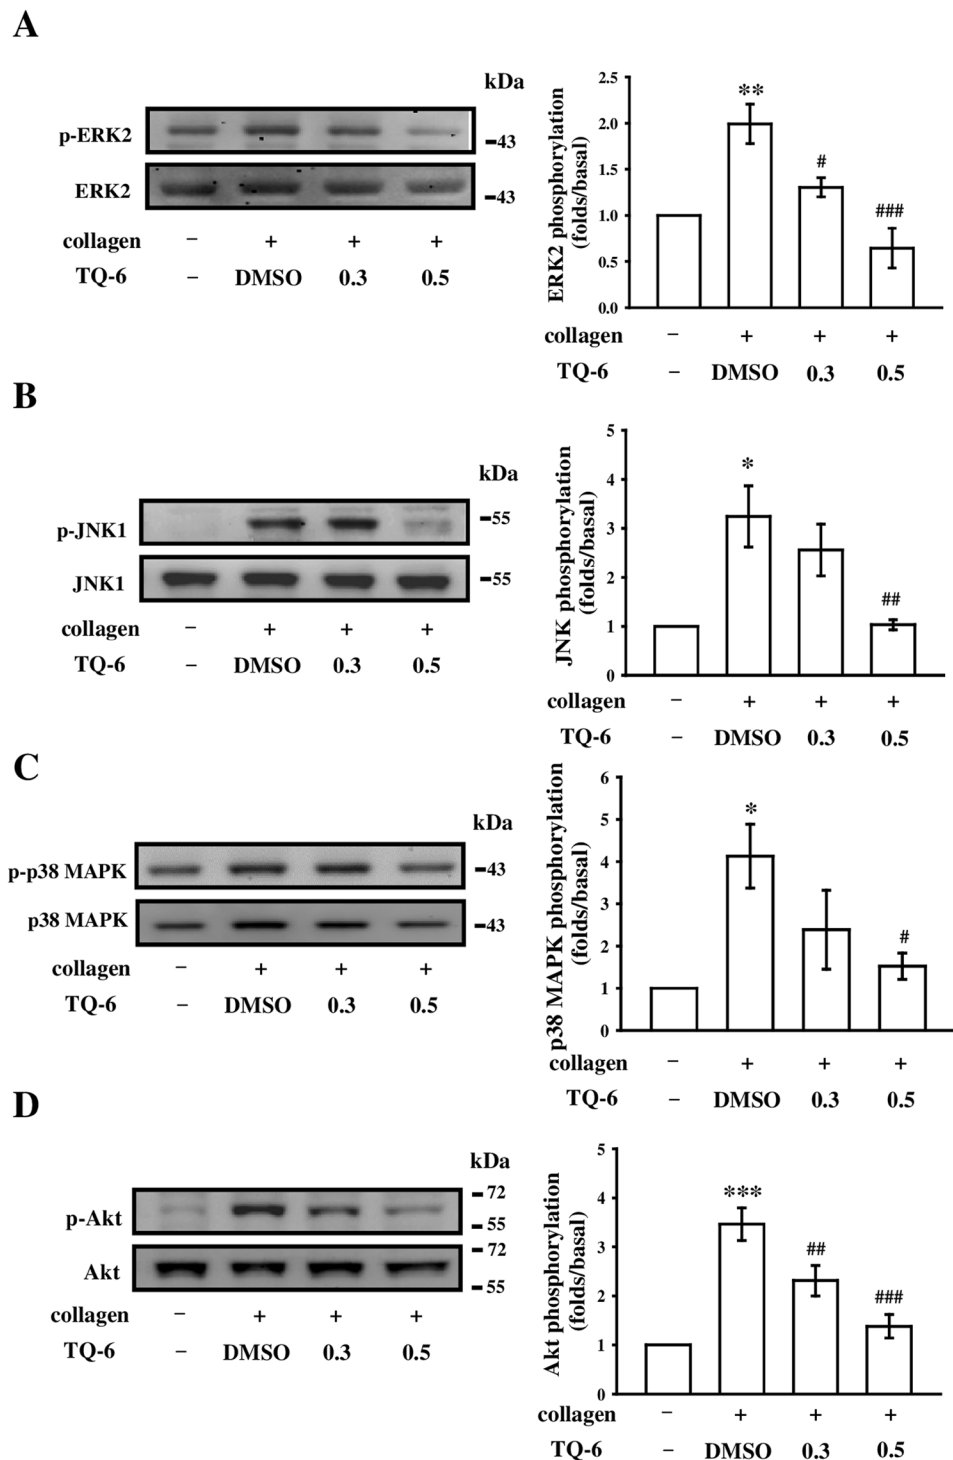 A
kDa
p-ERK2
-43
ERK2
-43
collagen − + + +
TQ-6 − DMSO 0.3 0.5
ERK2 phosphorylation
(folds/basal)
2.5
2.0
1.5
1.0
0.5
0.0
**
#
###
collagen − + + +
TQ-6 − DMSO 0.3 0.5
B
kDa
p-JNK1
-55
JNK1
-55
collagen − + + +
TQ-6 − DMSO 0.3 0.5
JNK phosphorylation
(folds/basal)
5
4
3
2
1
0
*
##
collagen − + + +
TQ-6 − DMSO 0.3 0.5
C
kDa
p-p38 MAPK
-43
p38 MAPK
-43
collagen − + + +
TQ-6 − DMSO 0.3 0.5
p38 MAPK phosphorylation
(folds/basal)
6
5
4
3
2
1
0
*
#
collagen − + + +
TQ-6 − DMSO 0.3 0.5
D
kDa
p-Akt
-72
-55
Akt
-72
-55
collagen − + + +
TQ-6 − DMSO 0.3 0.5
Akt phosphorylation
(folds/basal)
5
4
3
2
1
0
***
##
###
collagen − + + +
TQ-6 − DMSO 0.3 0.5